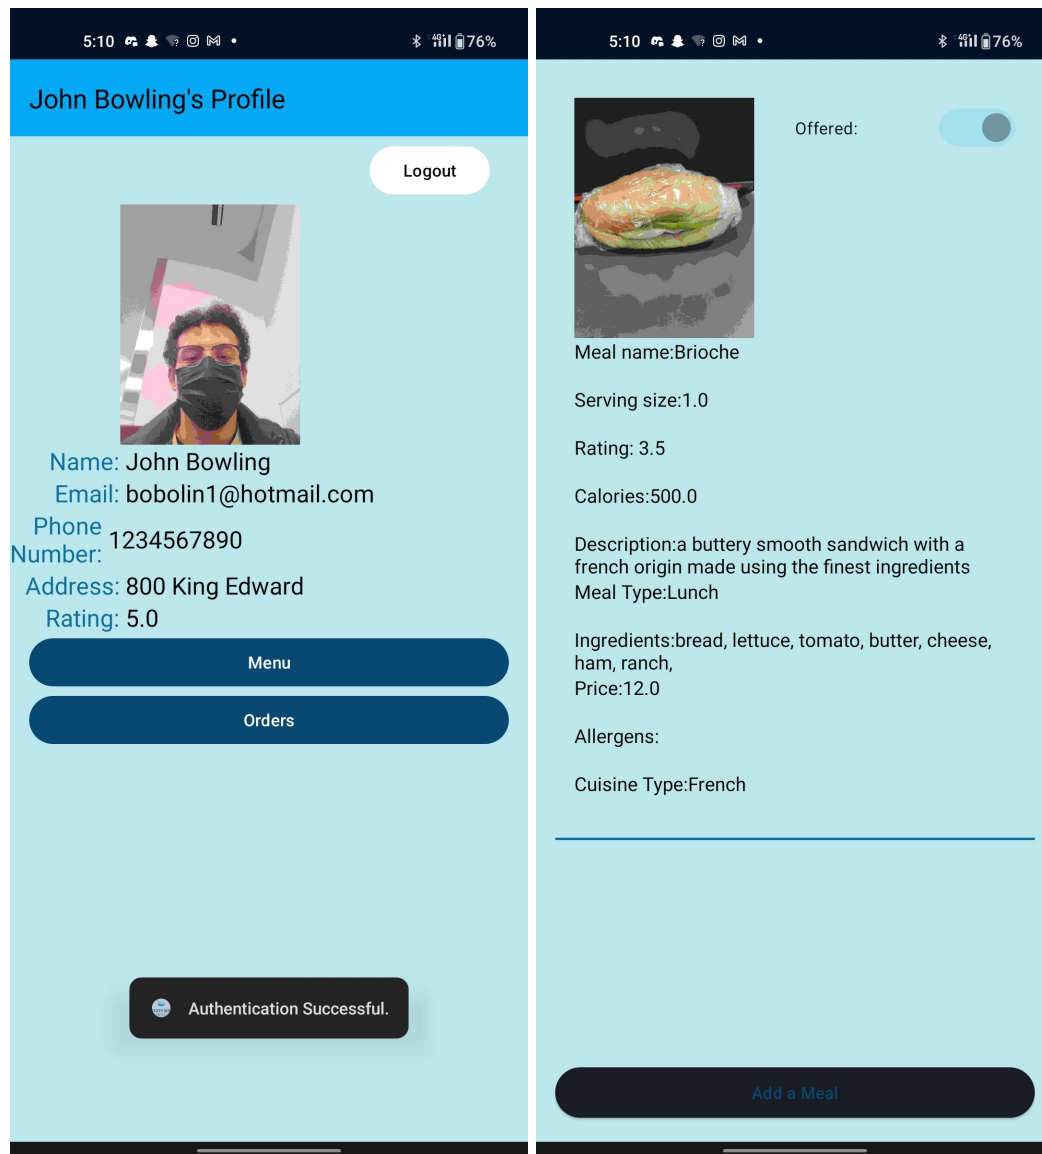 5:10
76%
John Bowling's Profile
Logout
Name: John Bowling
Email: bobolin1@hotmail.com
Phone
Number: 1234567890
Address: 800 King Edward
Rating: 5.0
Menu
Orders
Authentication Successful.
5:10
4G 76%
Offered:
Meal name:Brioche
Serving size:1.0
Rating: 3.5
Calories:500.0
Description:a buttery smooth sandwich with a
french origin made using the finest ingredients
Meal Type:Lunch
Ingredients:bread, lettuce, tomato, butter, cheese,
ham, ranch,
Price:12.0
Allergens:
Cuisine Type:French
Add a Meal